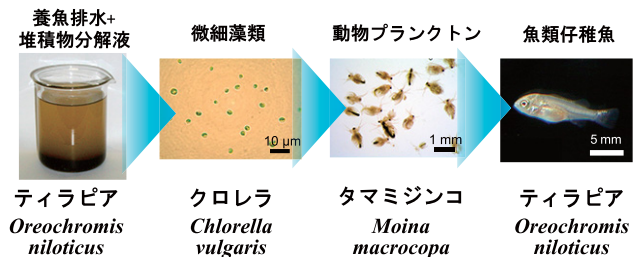 養魚排水+
堆積物分解液
微細藻類
動物プランクトン
魚類仔稚魚
10 μm
1 mm
5 mm
ティラピア
クロレラ
タマミジンコ
ティラピア
Oreochromis
niloticus
Chlorella
vulgaris
Moina
macrocopa
Oreochromis
niloticus